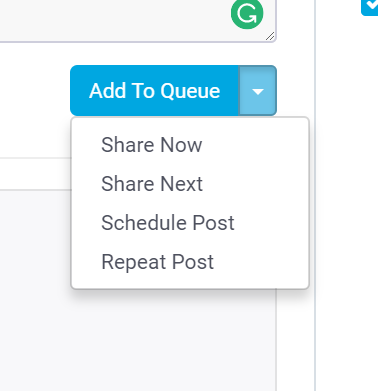 Add To Queue
Share Now
Share Next
Schedule Post
Repeat Post